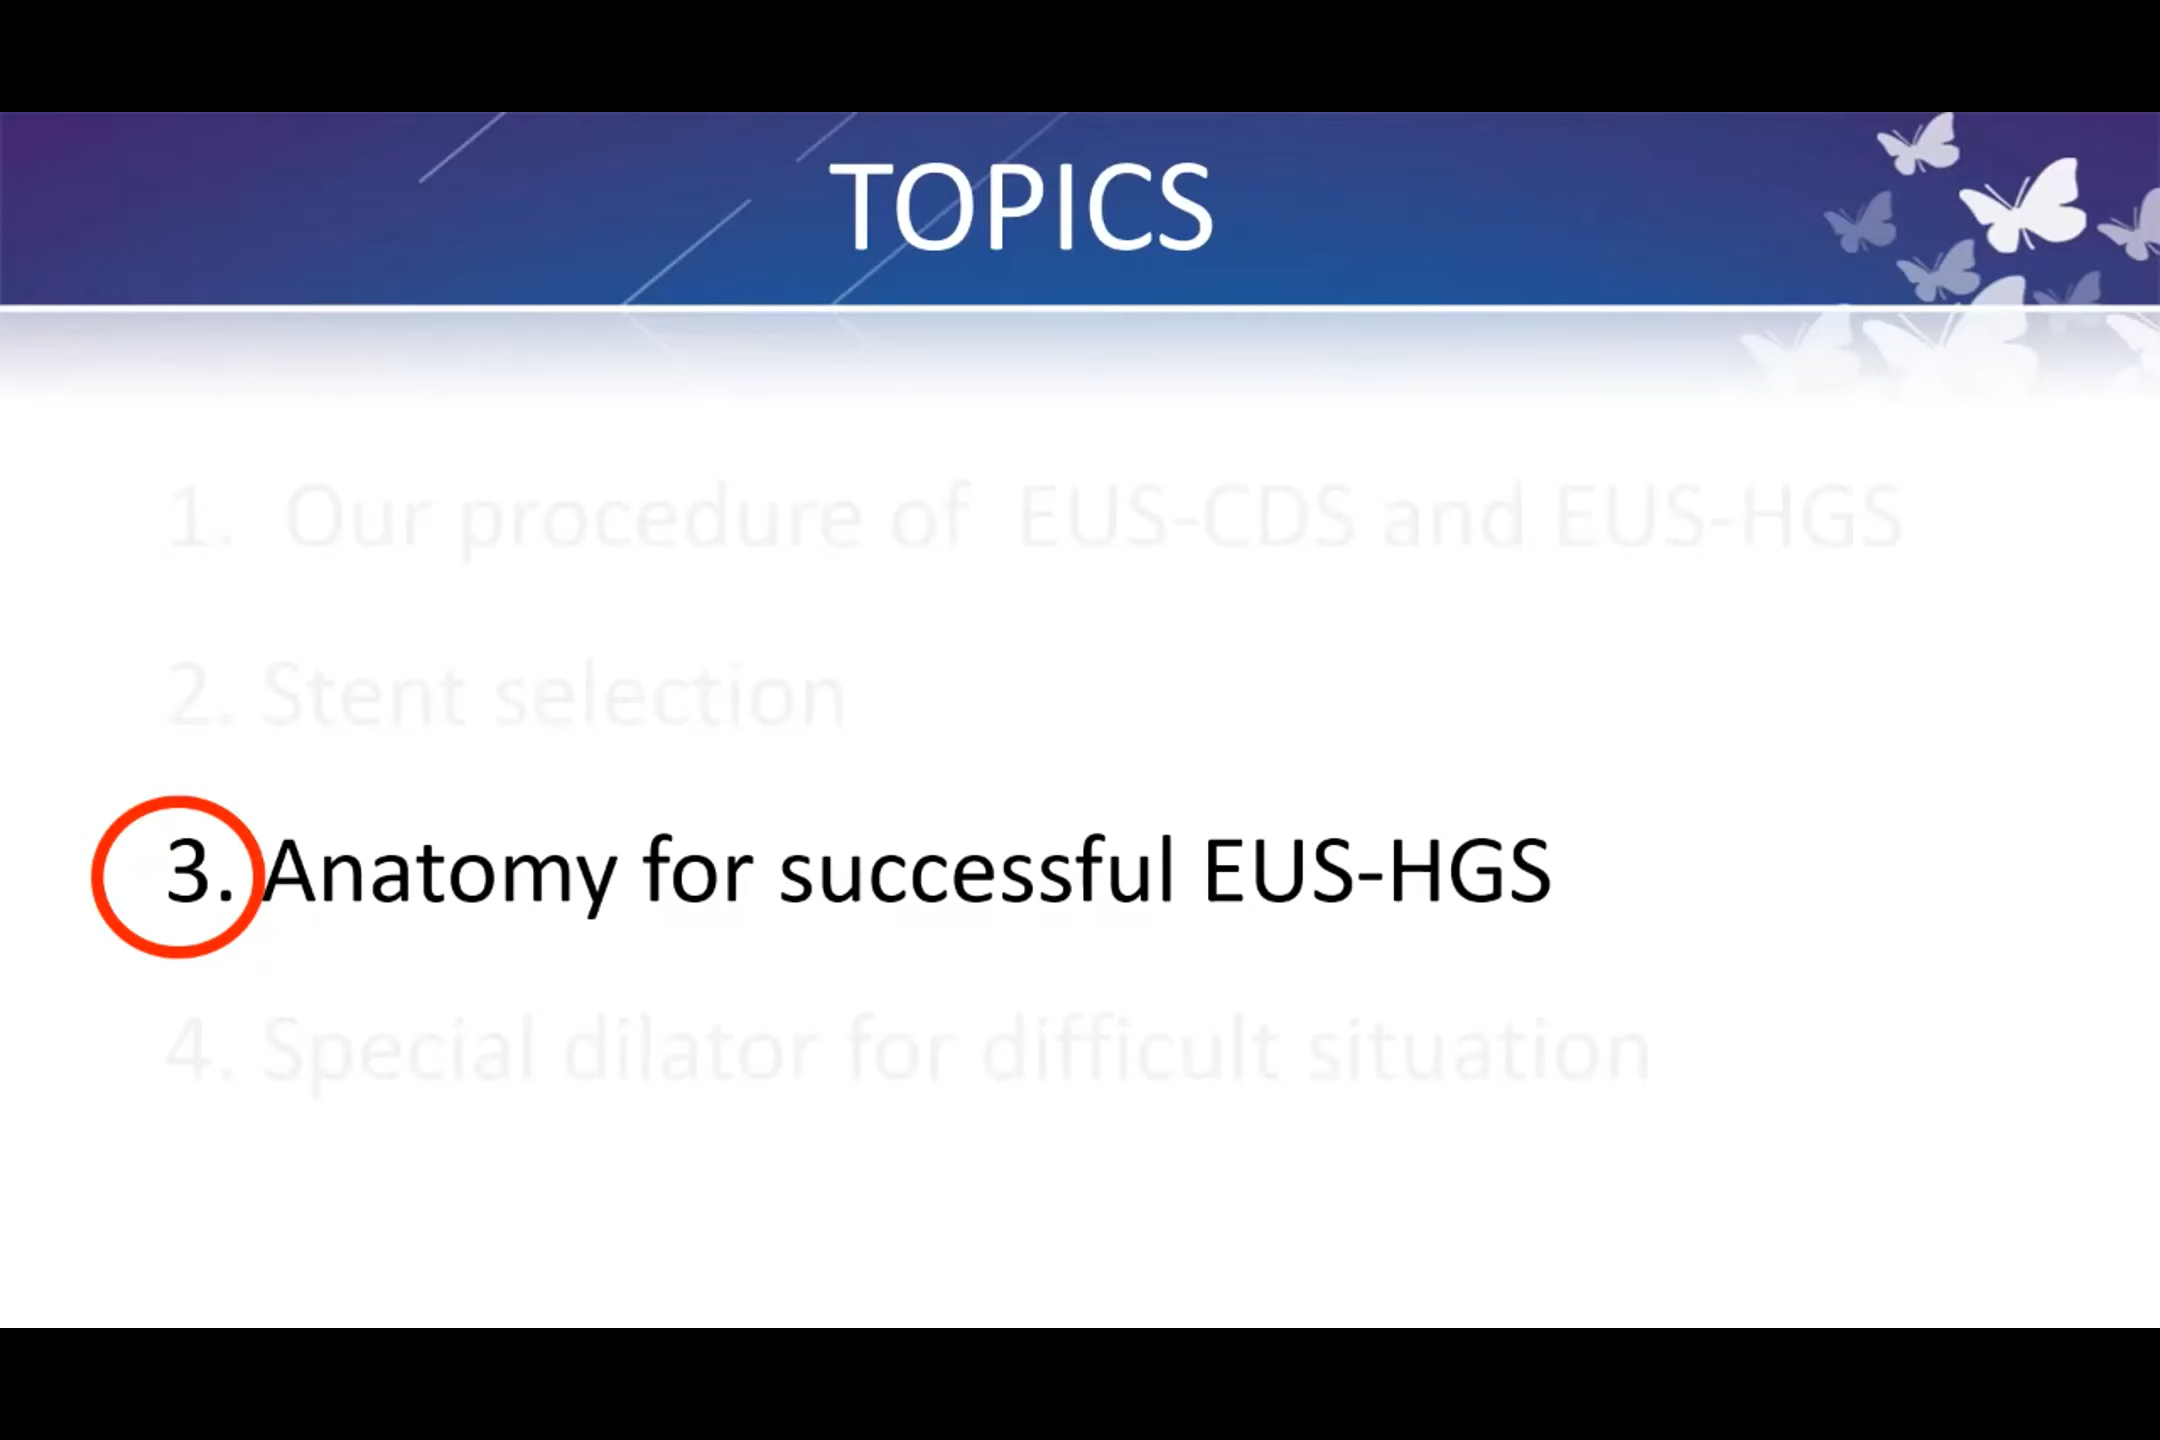 TOPICS
1. Our procedure of EUS-CDS and EUS-HGS
2. Stent selection
3. Anatomy for successful EUS-HGS
4. Special dilator for difficult situation